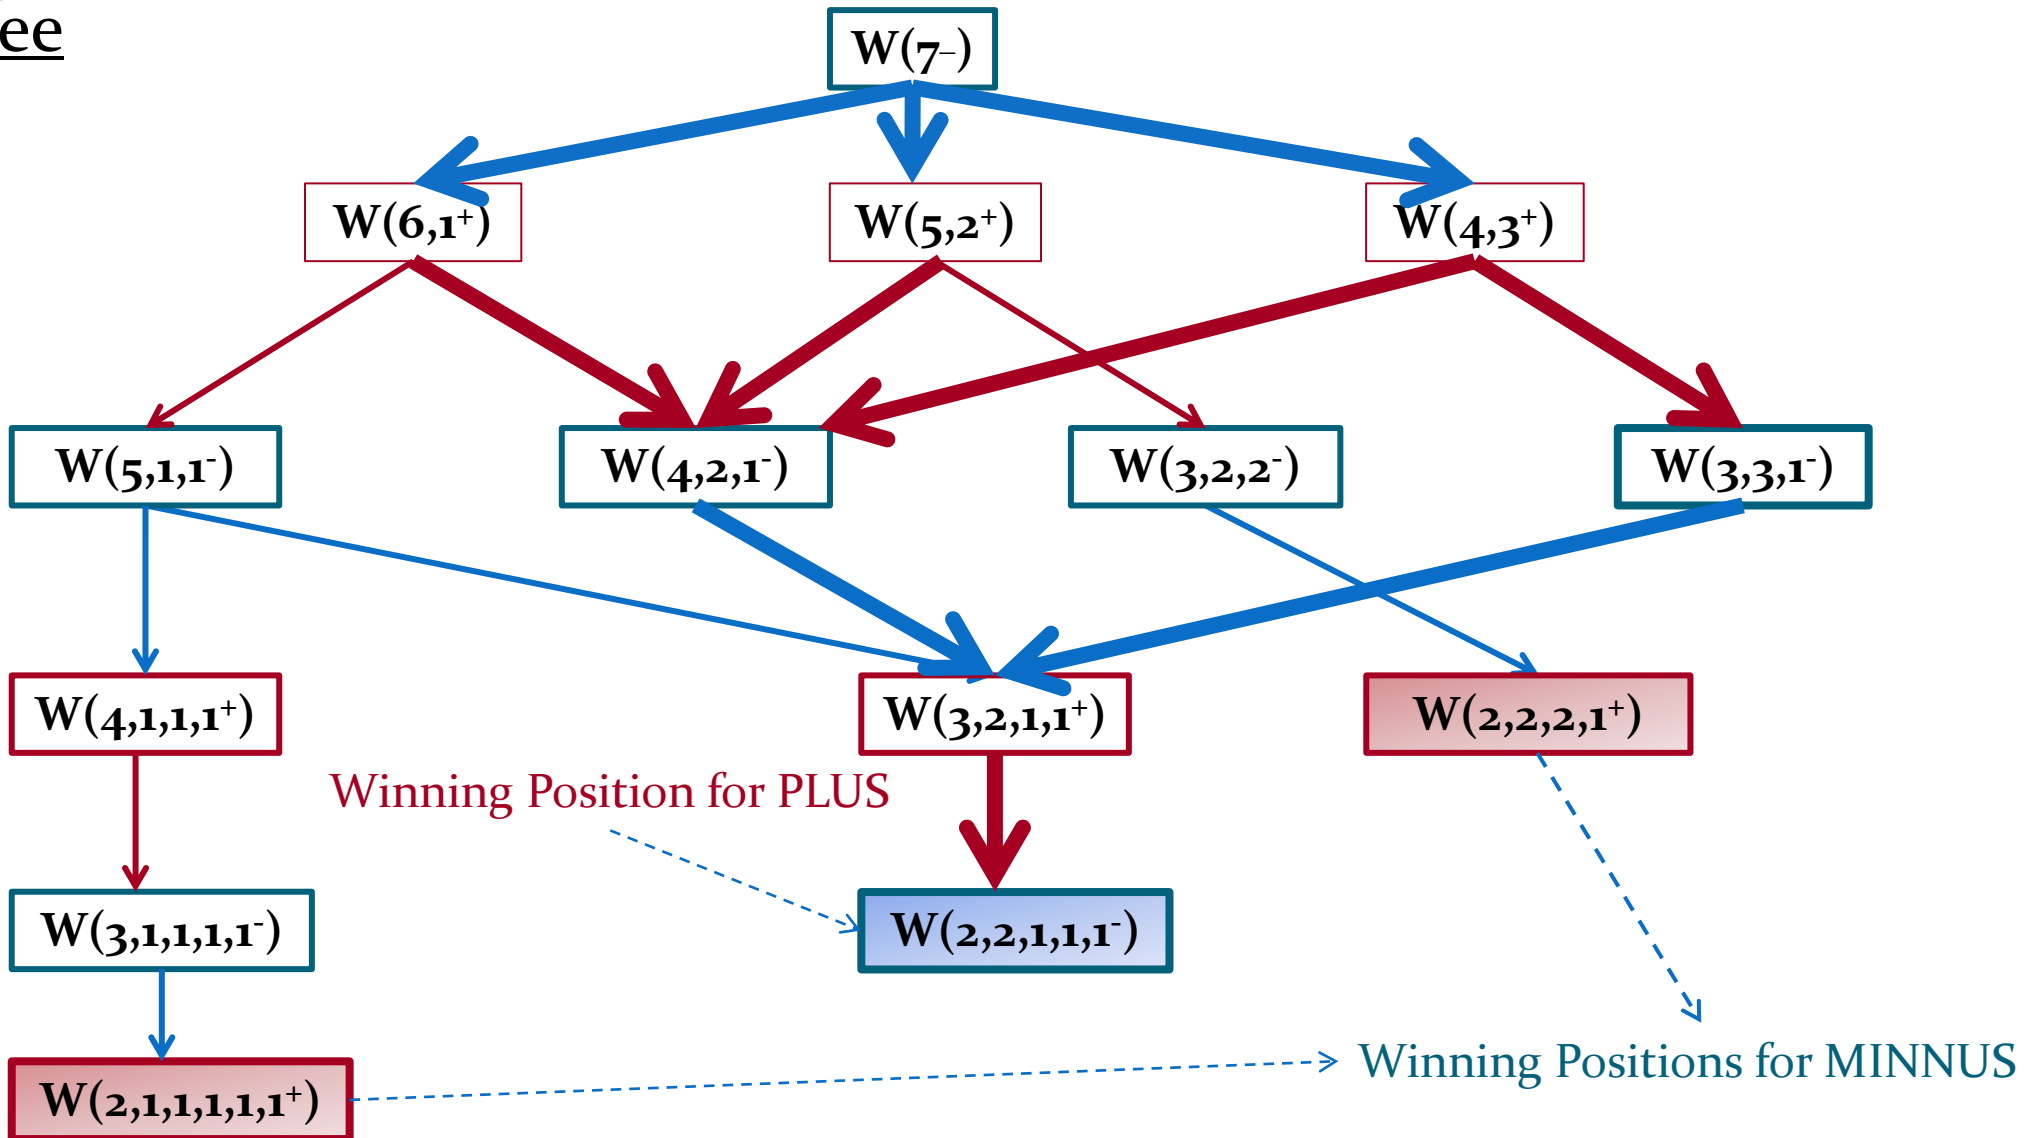 ee
W(7–)
W(6,1⁺)
W(5,2⁺)
W(4,3⁺)
W(5,1,1⁻)
W(4,2,1⁻)
W(3,2,2⁻)
W(3,3,1⁻)
W(4,1,1,1⁺)
W(3,2,1,1⁺)
W(2,2,2,1⁺)
Winning Position for PLUS
W(3,1,1,1,1⁻)
W(2,2,1,1,1⁻)
Winning Positions for MINNUS
W(2,1,1,1,1,1⁺)